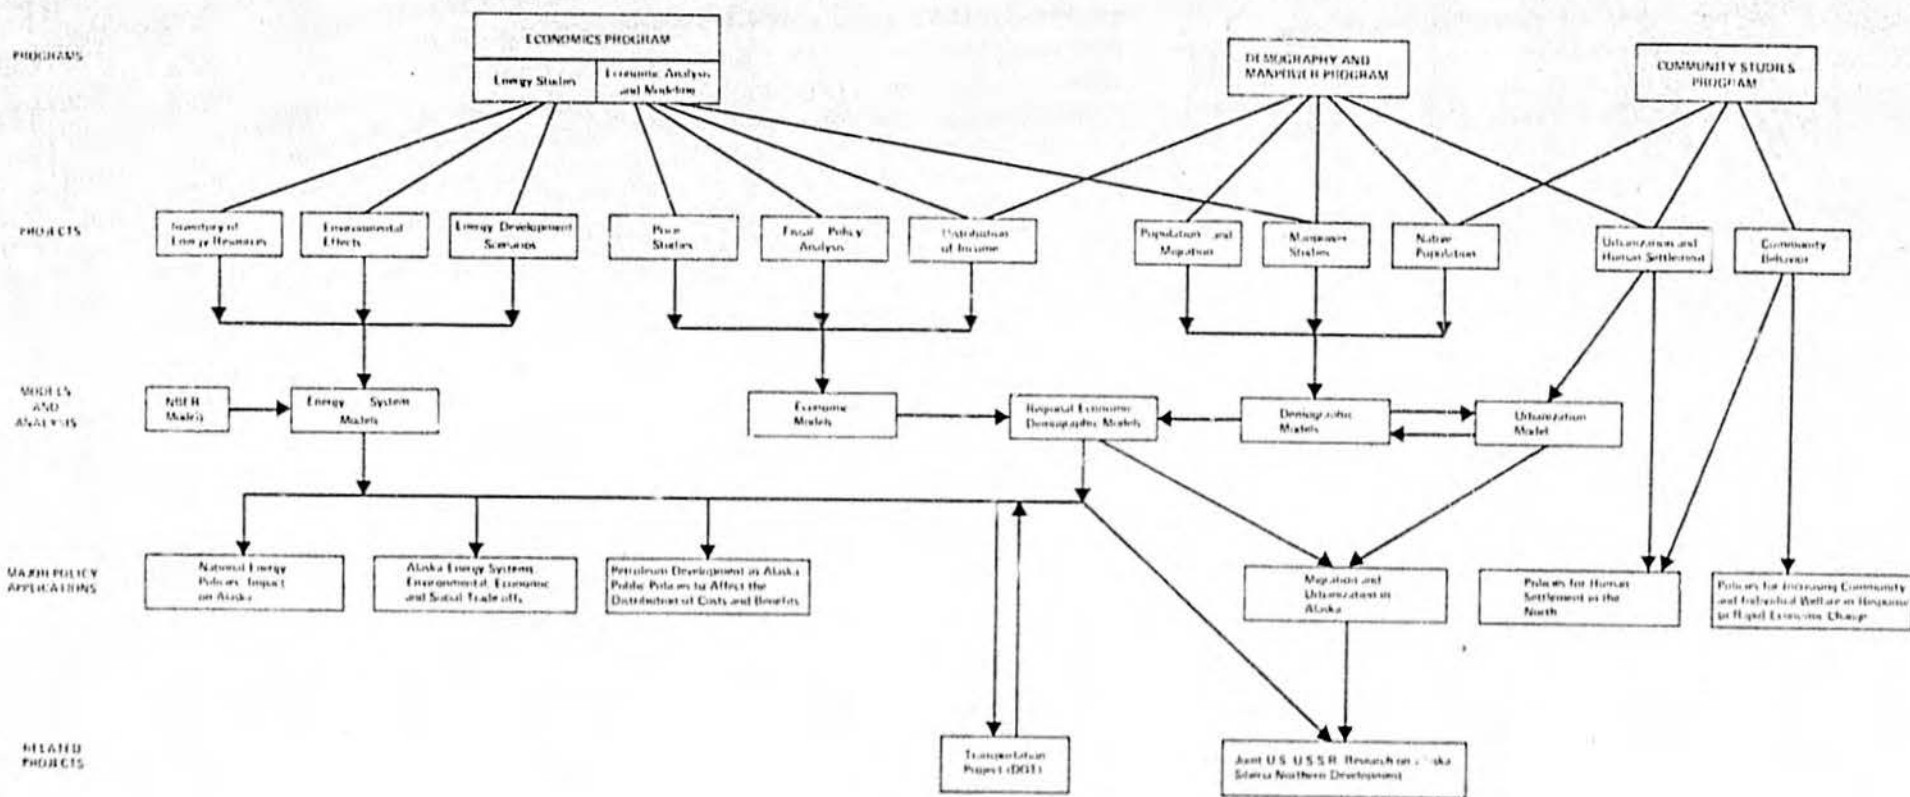 PROGRAMS
ECONOMICS PROGRAM
Energy Studies
Economic Analysis
and Modeling
DEMOGRAPHY AND
MANPOWER PROGRAM
COMMUNITY STUDIES
PROGRAM
PROJECTS
Inventory of
Energy Resources
Environmental
Effects
Energy Development
Scenarios
Price
Studies
Fiscal Policy
Analysis
Distribution
of Income
Population and
Migration
Manpower
Studies
Native
Population
Urbanization and
Human Settlement
Community
Behavior
MODELS
AND
ANALYSIS
NBER
Models
Energy System
Models
Economic
Models
Regional Economic
Demographic Models
Demographic
Models
Urbanization
Model
MAJOR POLICY
APPLICATIONS
National Energy
Policies: Impact
on Alaska
Alaska Energy Systems
Environmental, Economic
and Social Trade offs
Petroleum Development in Alaska
Public Policies to Affect the
Distribution of Costs and Benefits
Migration and
Urbanization in
Alaska
Policies for Human
Settlement in the
North
Policies for Increasing Community
and Individual Welfare in Response
to Rapid Economic Change
RELATED
PROJECTS
Transportation
Project (DOT)
Joint U.S. U.S.S.R. Research on
Siberia Northern Development